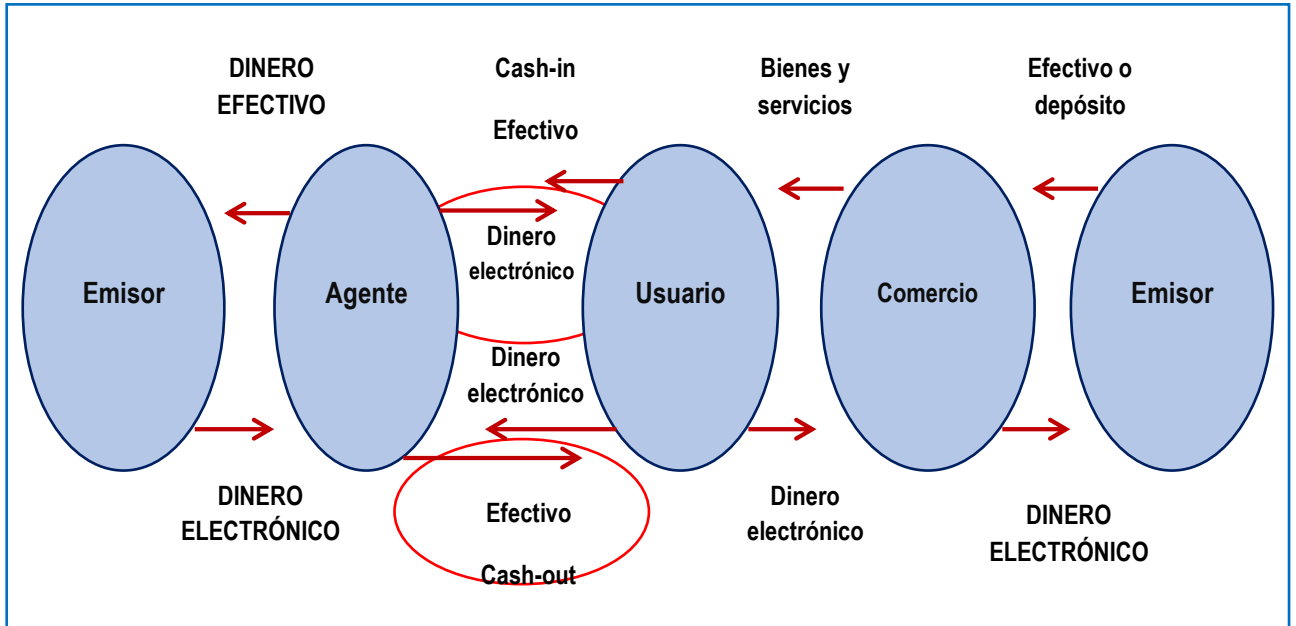 DINERO
EFECTIVO
Cash-in
Efectivo
Bienes y
servicios
Efectivo o
depósito
Emisor
Agente
Dinero
electrónico
Usuario
Comercio
Emisor
Dinero
electrónico
DINERO
ELECTRÓNICO
Efectivo
Cash-out
Dinero
electrónico
DINERO
ELECTRÓNICO